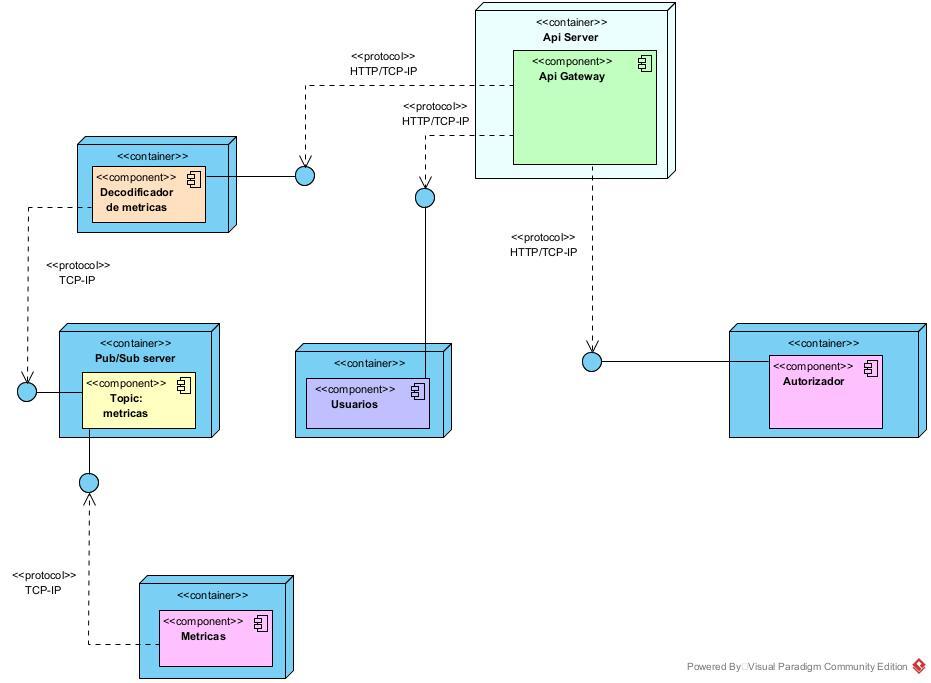 <<container>>
Api Server
<<component>>
Api Gateway
<<protocol>>
HTTP/TCP-IP
<<protocol>>
HTTP/TCP-IP
<<container>>
<<component>>
Decodificador
de metricas
<<protocol>>
HTTP/TCP-IP
<<protocol>>
TCP-IP
<<container>>
Pub/Sub server
<<component>>
Topic:
metricas
<<container>>
<<component>>
Usuarios
<<container>>
<<component>>
Autorizador
<<protocol>>
TCP-IP
<<container>>
<<component>>
Metricas
Powered By Visual Paradigm Community Edition